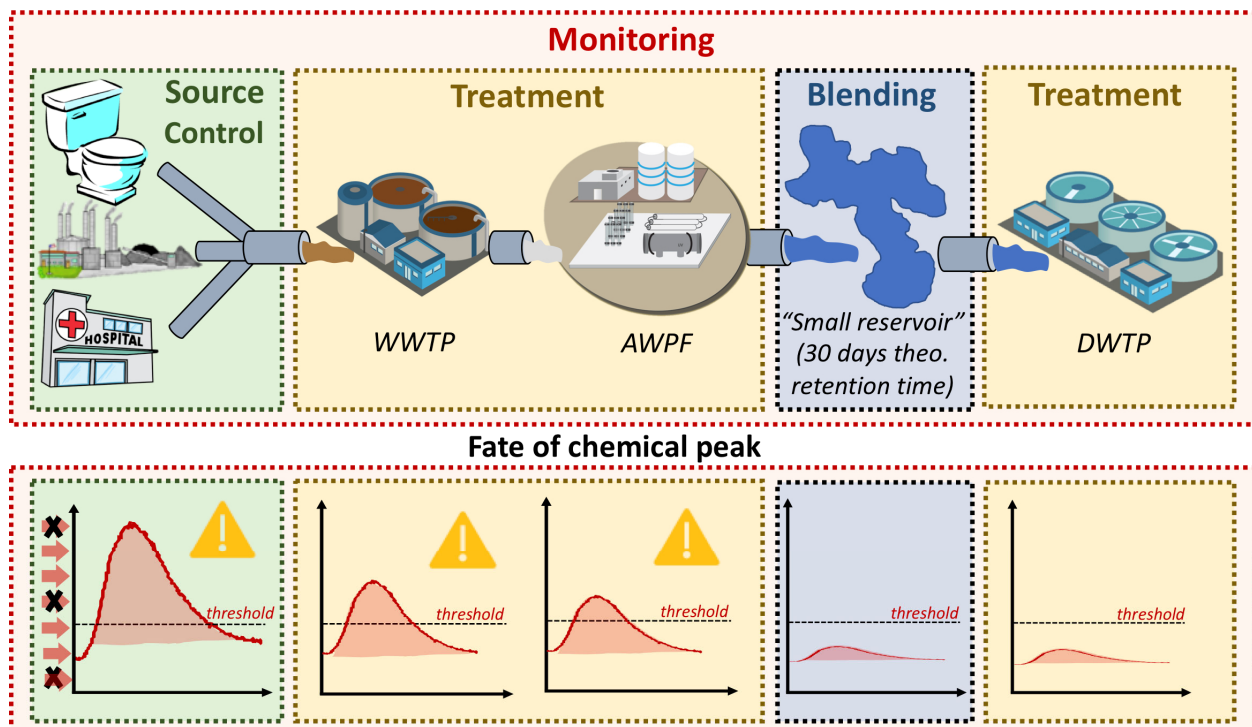 Monitoring
Source
Control
Treatment
Blending
Treatment
HOSPITAL
WWTP
AWPF
“Small reservoir”
(30 days theo.
retention time)
DWTP
Fate of chemical peak
threshold
threshold
threshold
threshold
threshold